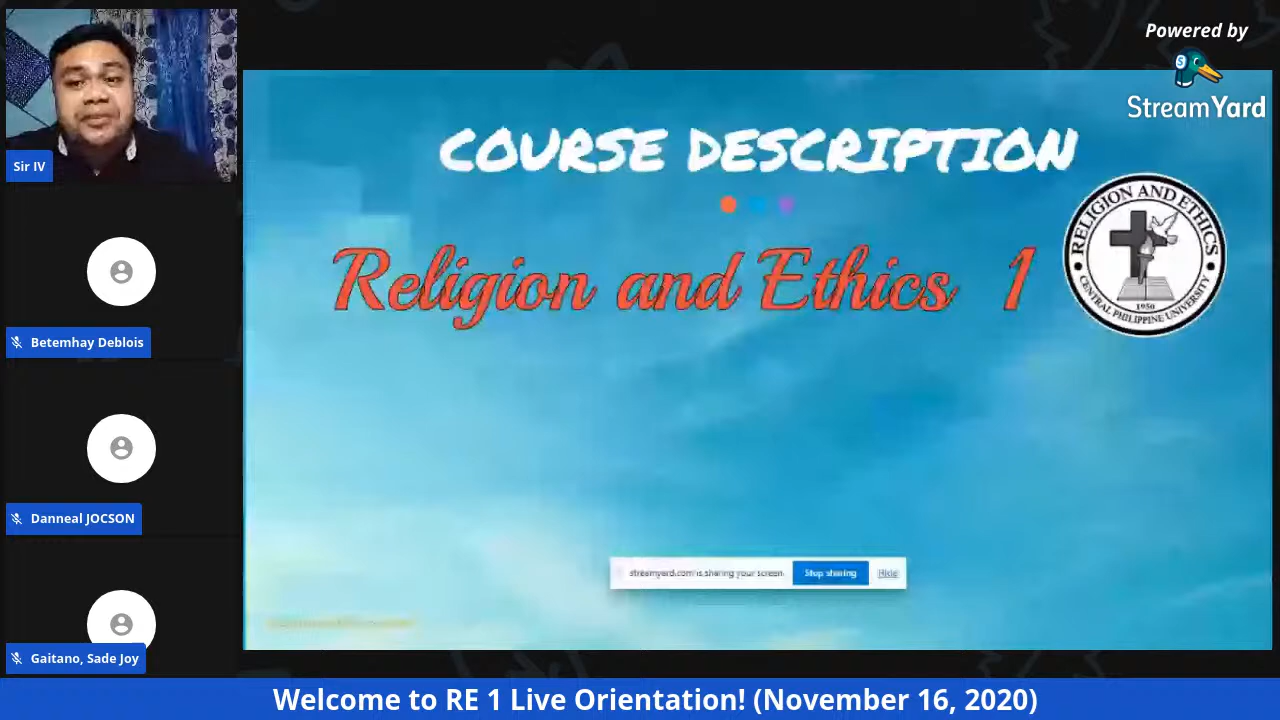 Powered by
StreamYard
Sir IV
Betemhay Deblois
Danneal JOCSON
Gaitano, Sade Joy
COURSE DESCRIPTION
Religion and Ethics 1
RELIGION AND ETHICS
1950
CENTRAL PHILIPPINE UNIVERSITY
streamyard.com is sharing your screen.
Stop sharing
Hide
Welcome to RE 1 Live Orientation! (November 16, 2020)